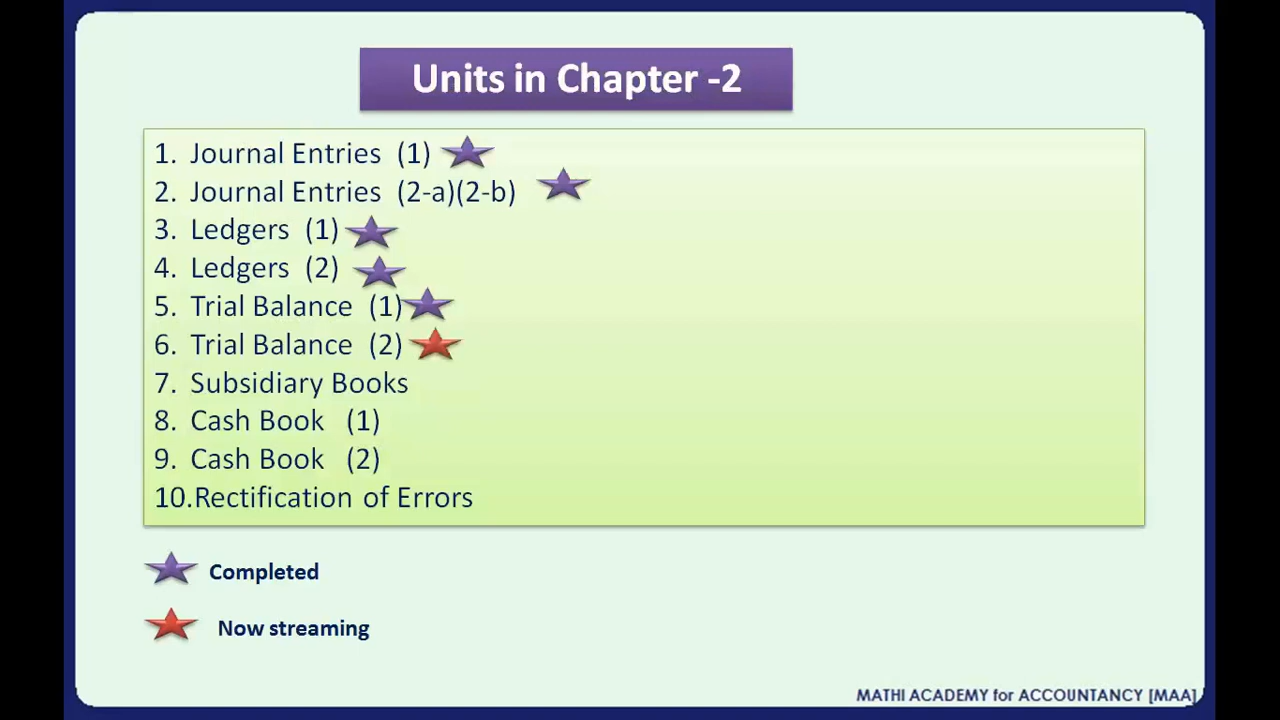 Units in Chapter -2
1. Journal Entries (1)
2. Journal Entries (2-a)(2-b)
3. Ledgers (1)
4. Ledgers (2)
5. Trial Balance (1)
6. Trial Balance (2)
7. Subsidiary Books
8. Cash Book (1)
9. Cash Book (2)
10.Rectification of Errors
Completed
Now streaming
MATHI ACADEMY for ACCOUNTANCY [MAA]